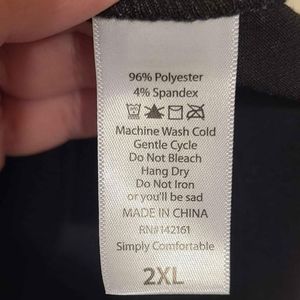 96% Polyester
4% Spandex
Machine Wash Cold
Gentle Cycle
Do Not Bleach
Hang Dry
Do Not Iron
or you'll be sad
MADE IN CHINA
RN#142161
Simply Comfortable
2XL